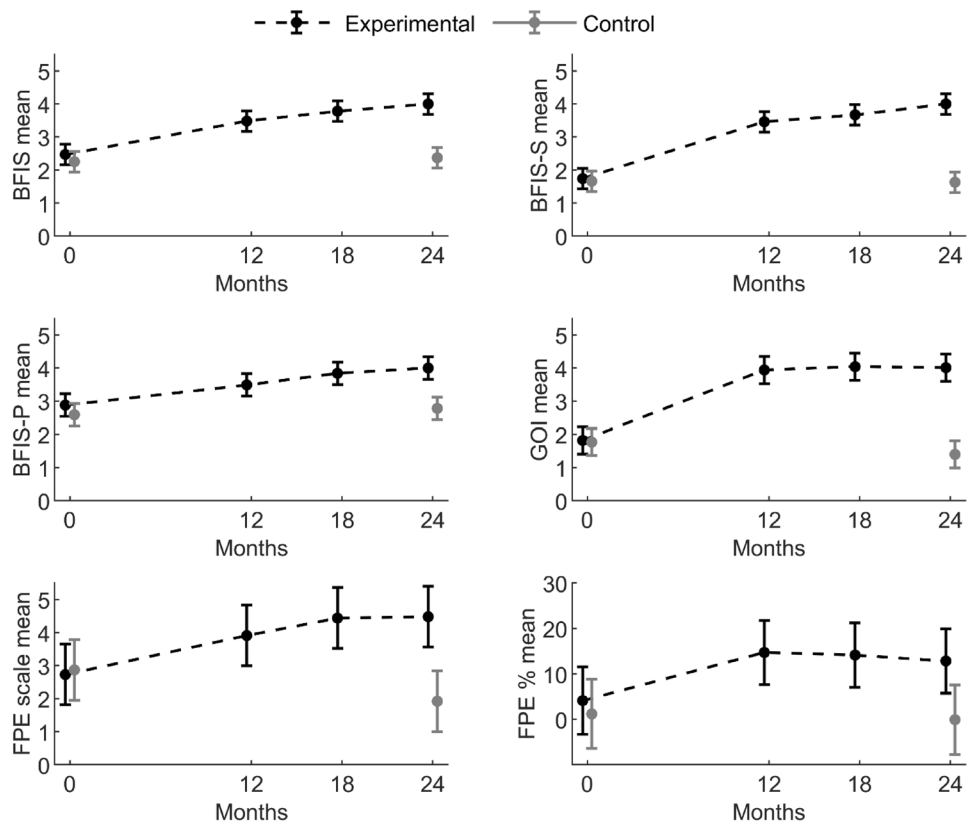 Experimental Control
BFIS mean
5
4
3
2
1
0
0 12 18 24
Months
BFIS-S mean
5
4
3
2
1
0
0 12 18 24
Months
BFIS-P mean
5
4
3
2
1
0
0 12 18 24
Months
GOI mean
5
4
3
2
1
0
0 12 18 24
Months
FPE scale mean
5
4
3
2
1
0
0 12 18 24
Months
FPE % mean
30
20
10
0
0 12 18 24
Months